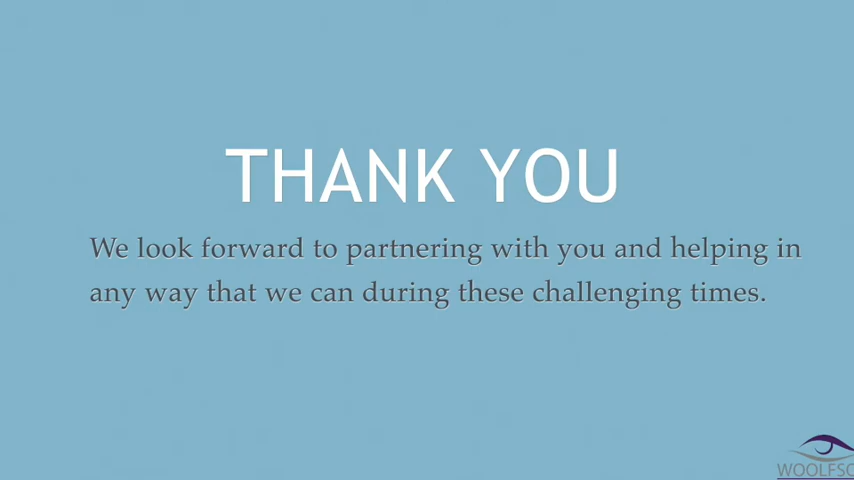 THANK YOU
We look forward to partnering with you and helping in
any way that we can during these challenging times.